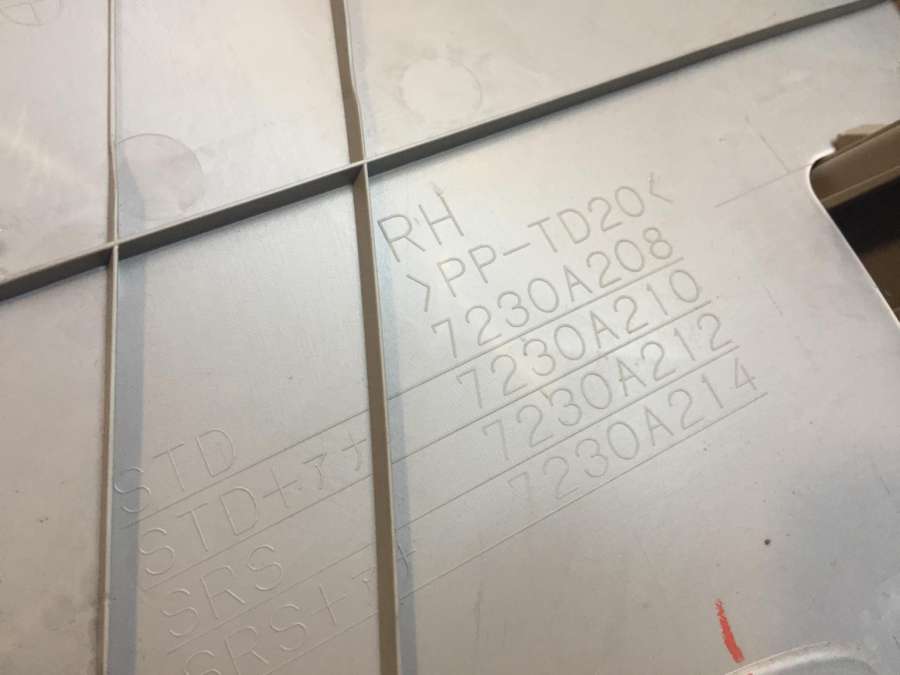 RH
>PP-TD20<
STD 7230A208
STD+アナ 7230A210
SRS 7230A212
SRS+アナ 7230A214